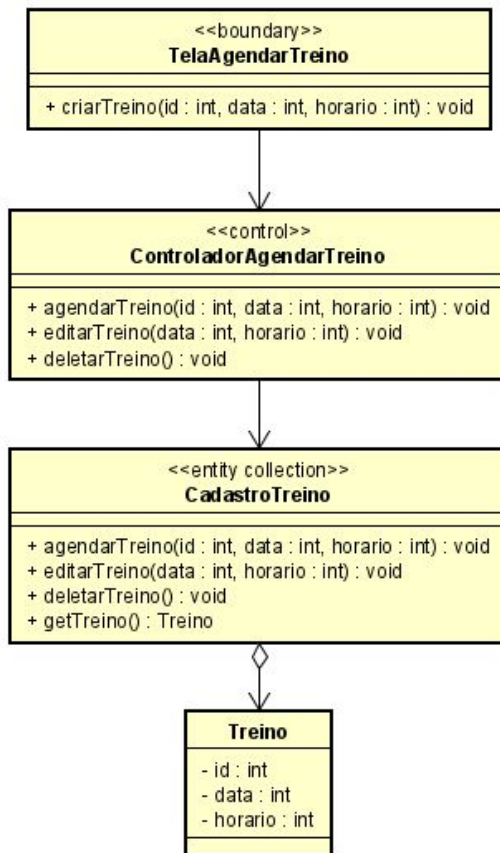 <<boundary>>
TelaAgendarTreino
+ criarTreino(id : int, data : int, horario : int) : void
<<control>>
ControladorAgendarTreino
+ agendarTreino(id : int, data : int, horario : int) : void
+ editarTreino(data : int, horario : int) : void
+ deletarTreino() : void
<<entity collection>>
CadastroTreino
+ agendarTreino(id : int, data : int, horario : int) : void
+ editarTreino(data : int, horario : int) : void
+ deletarTreino() : void
+ getTreino() : Treino
Treino
- id : int
- data : int
- horario : int